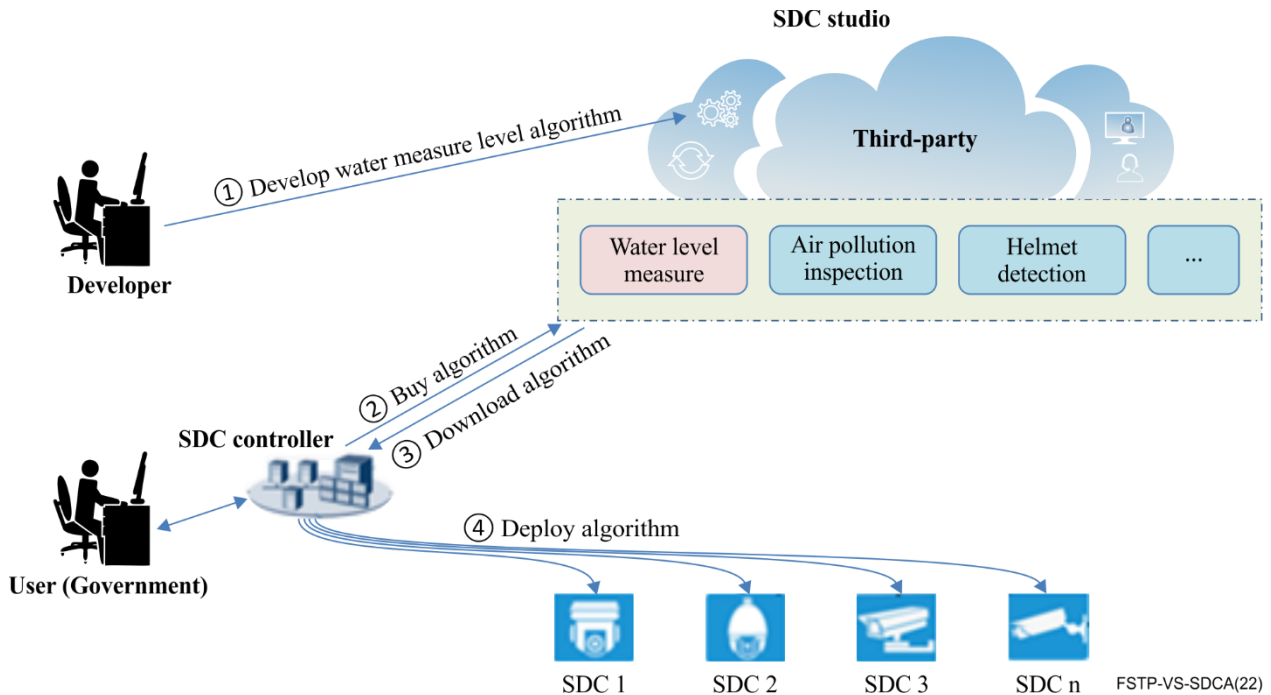 SDC studio
Third-party
① Develop water measure level algorithm
Developer
Water level
measure
Air pollution
inspection
Helmet
detection
...
② Buy algorithm
③ Download algorithm
SDC controller
④ Deploy algorithm
User (Government)
SDC 1
SDC 2
SDC 3
SDC n
FSTP-VS-SDCA(22)